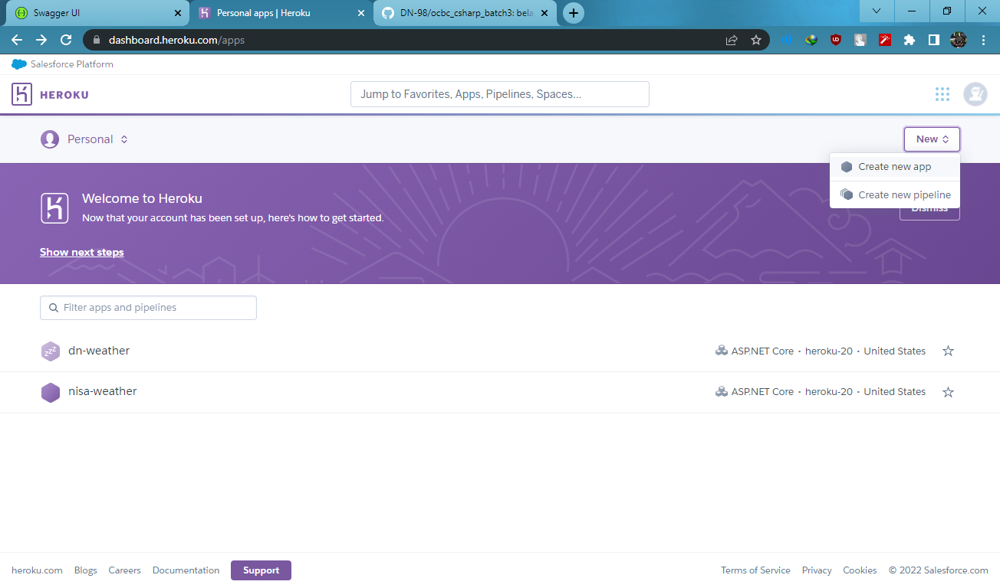 Swagger UI
Personal apps | Heroku
DN-98/ocbc_csharp_batch3: bela
dashboard.heroku.com/apps
Salesforce Platform
HEROKU
Jump to Favorites, Apps, Pipelines, Spaces...
Personal
New
Create new app
Create new pipeline
Dismiss
Welcome to Heroku
Now that your account has been set up, here's how to get started.
Show next steps
Filter apps and pipelines
dn-weather
ASP.NET Core • heroku-20 • United States
nisa-weather
ASP.NET Core • heroku-20 • United States
heroku.com Blogs Careers Documentation Support Terms of Service Privacy Cookies © 2022 Salesforce.com